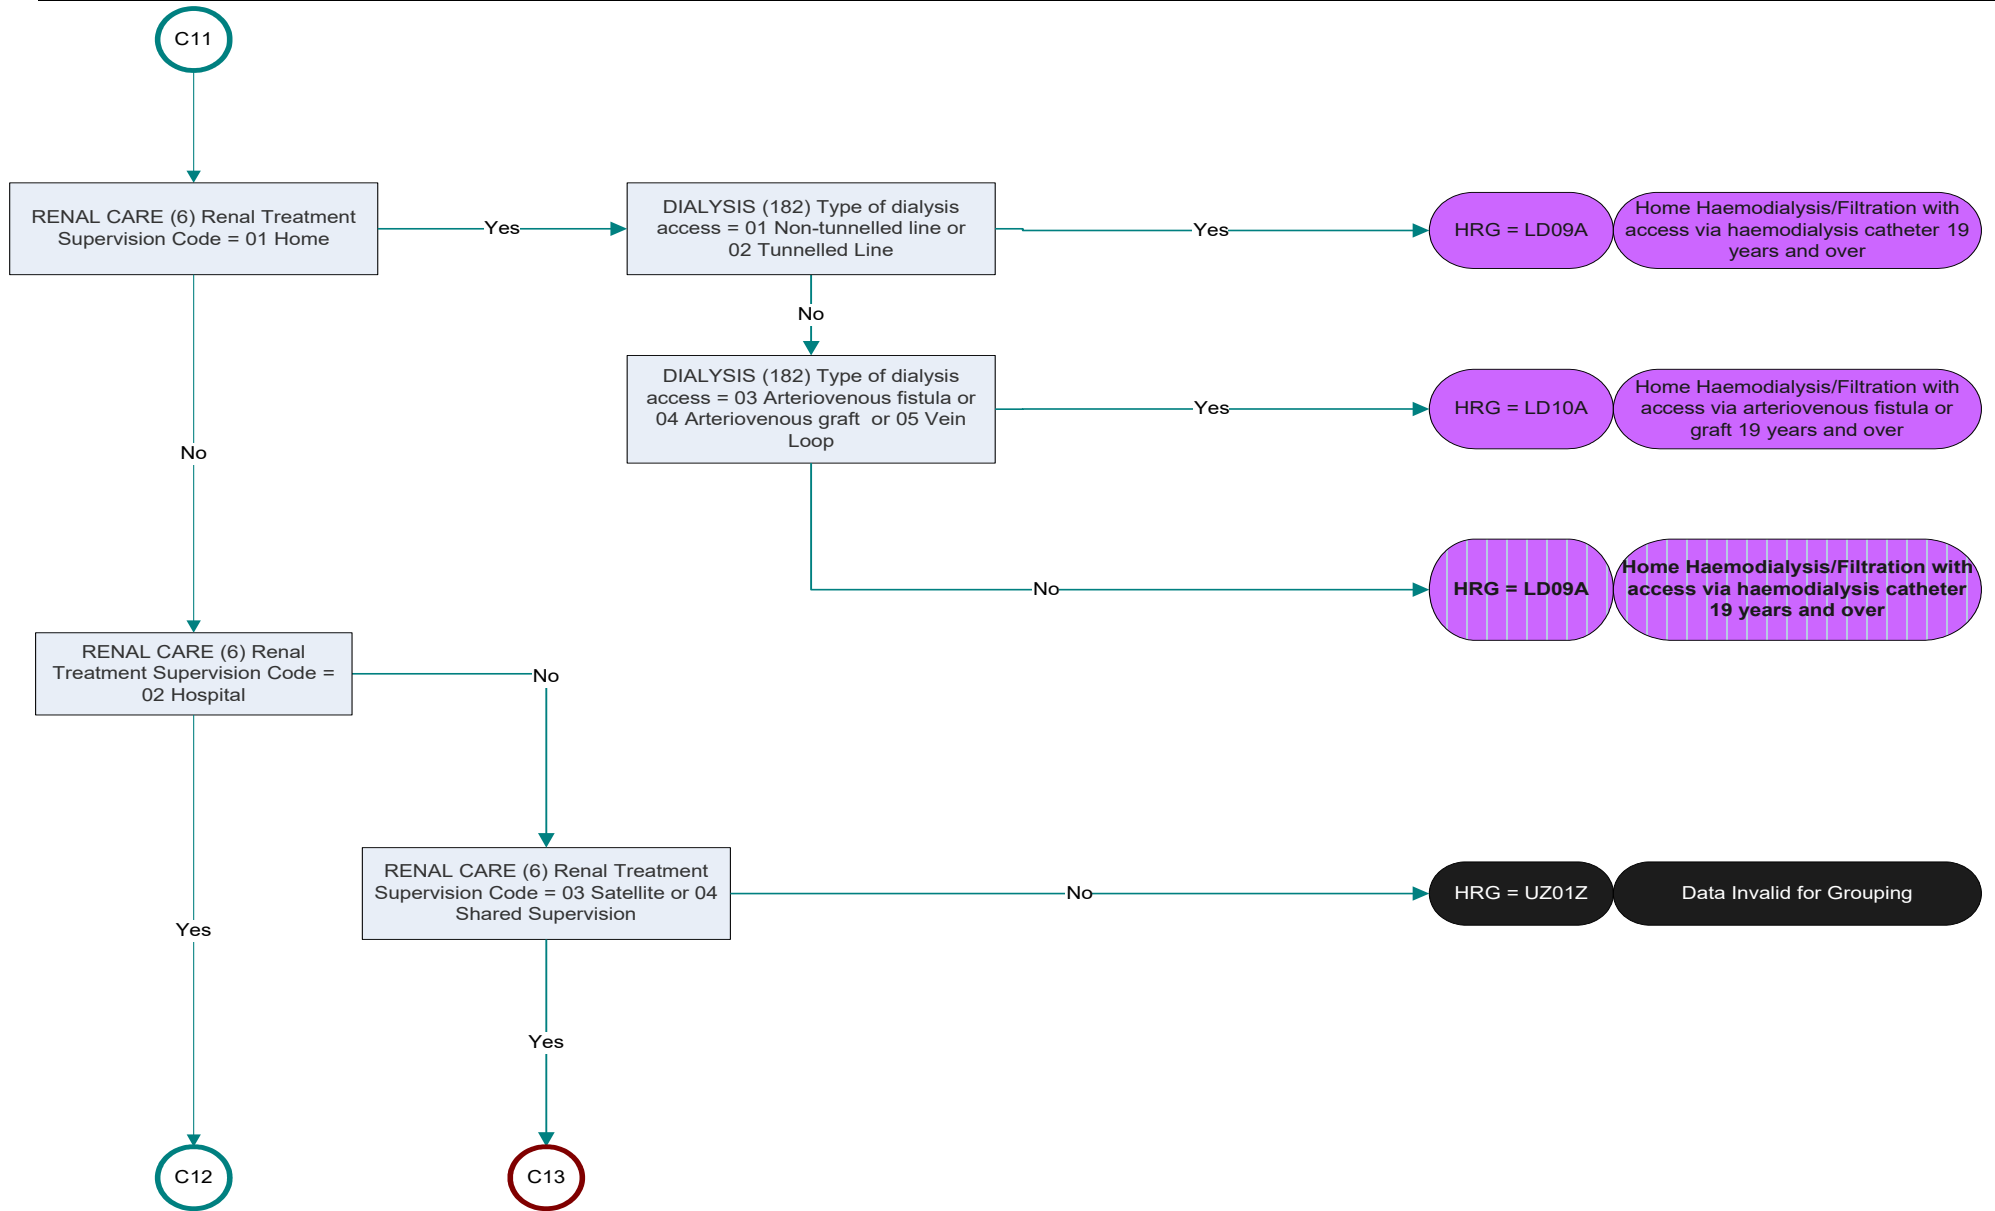 C11
RENAL CARE (6) Renal Treatment
Supervision Code = 01 Home
Yes
DIALYSIS (182) Type of dialysis
access = 01 Non-tunnelled line or
02 Tunnelled Line
Yes
HRG = LD09A
Home Haemodialysis/Filtration with
access via haemodialysis catheter 19
years and over
No
DIALYSIS (182) Type of dialysis
access = 03 Arteriovenous fistula or
04 Arteriovenous graft or 05 Vein
Loop
Yes
HRG = LD10A
Home Haemodialysis/Filtration with
access via arteriovenous fistula or
graft 19 years and over
No
No
HRG = LD09A
Home Haemodialysis/Filtration with
access via haemodialysis catheter
19 years and over
RENAL CARE (6) Renal
Treatment Supervision Code =
02 Hospital
No
RENAL CARE (6) Renal Treatment
Supervision Code = 03 Satellite or 04
Shared Supervision
No
HRG = UZ01Z
Data Invalid for Grouping
Yes
Yes
C12
C13